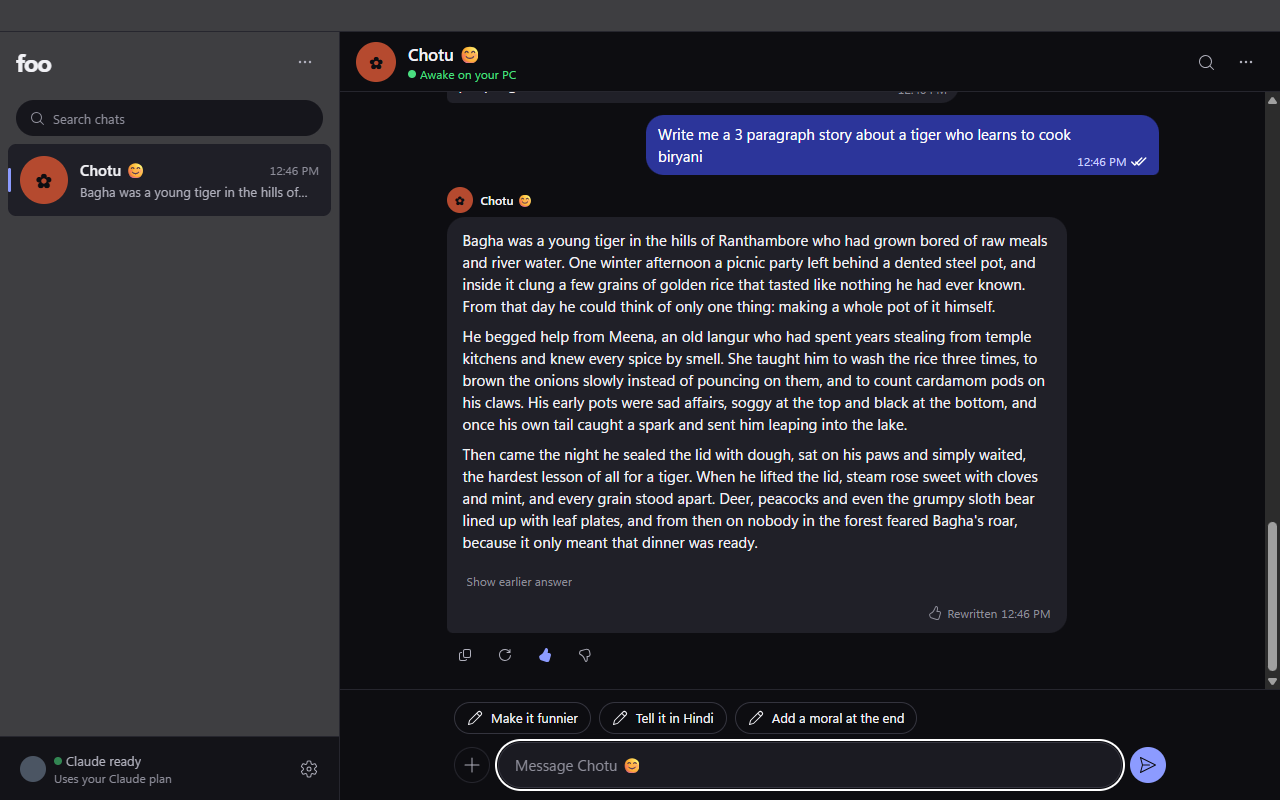 foo
Search chats
Chotu 😊
12:46 PM
Bagha was a young tiger in the hills of...
Claude ready
Uses your Claude plan
Chotu 😊
Awake on your PC
Write me a 3 paragraph story about a tiger who learns to cook
biryani
12:46 PM
Chotu 😊
Bagha was a young tiger in the hills of Ranthambore who had grown bored of raw meals
and river water. One winter afternoon a picnic party left behind a dented steel pot, and
inside it clung a few grains of golden rice that tasted like nothing he had ever known.
From that day he could think of only one thing: making a whole pot of it himself.
He begged help from Meena, an old langur who had spent years stealing from temple
kitchens and knew every spice by smell. She taught him to wash the rice three times, to
brown the onions slowly instead of pouncing on them, and to count cardamom pods on
his claws. His early pots were sad affairs, soggy at the top and black at the bottom, and
once his own tail caught a spark and sent him leaping into the lake.
Then came the night he sealed the lid with dough, sat on his paws and simply waited,
the hardest lesson of all for a tiger. When he lifted the lid, steam rose sweet with cloves
and mint, and every grain stood apart. Deer, peacocks and even the grumpy sloth bear
lined up with leaf plates, and from then on nobody in the forest feared Bagha's roar,
because it only meant that dinner was ready.
Show earlier answer
Rewritten 12:46 PM
Make it funnier
Tell it in Hindi
Add a moral at the end
Message Chotu 😊